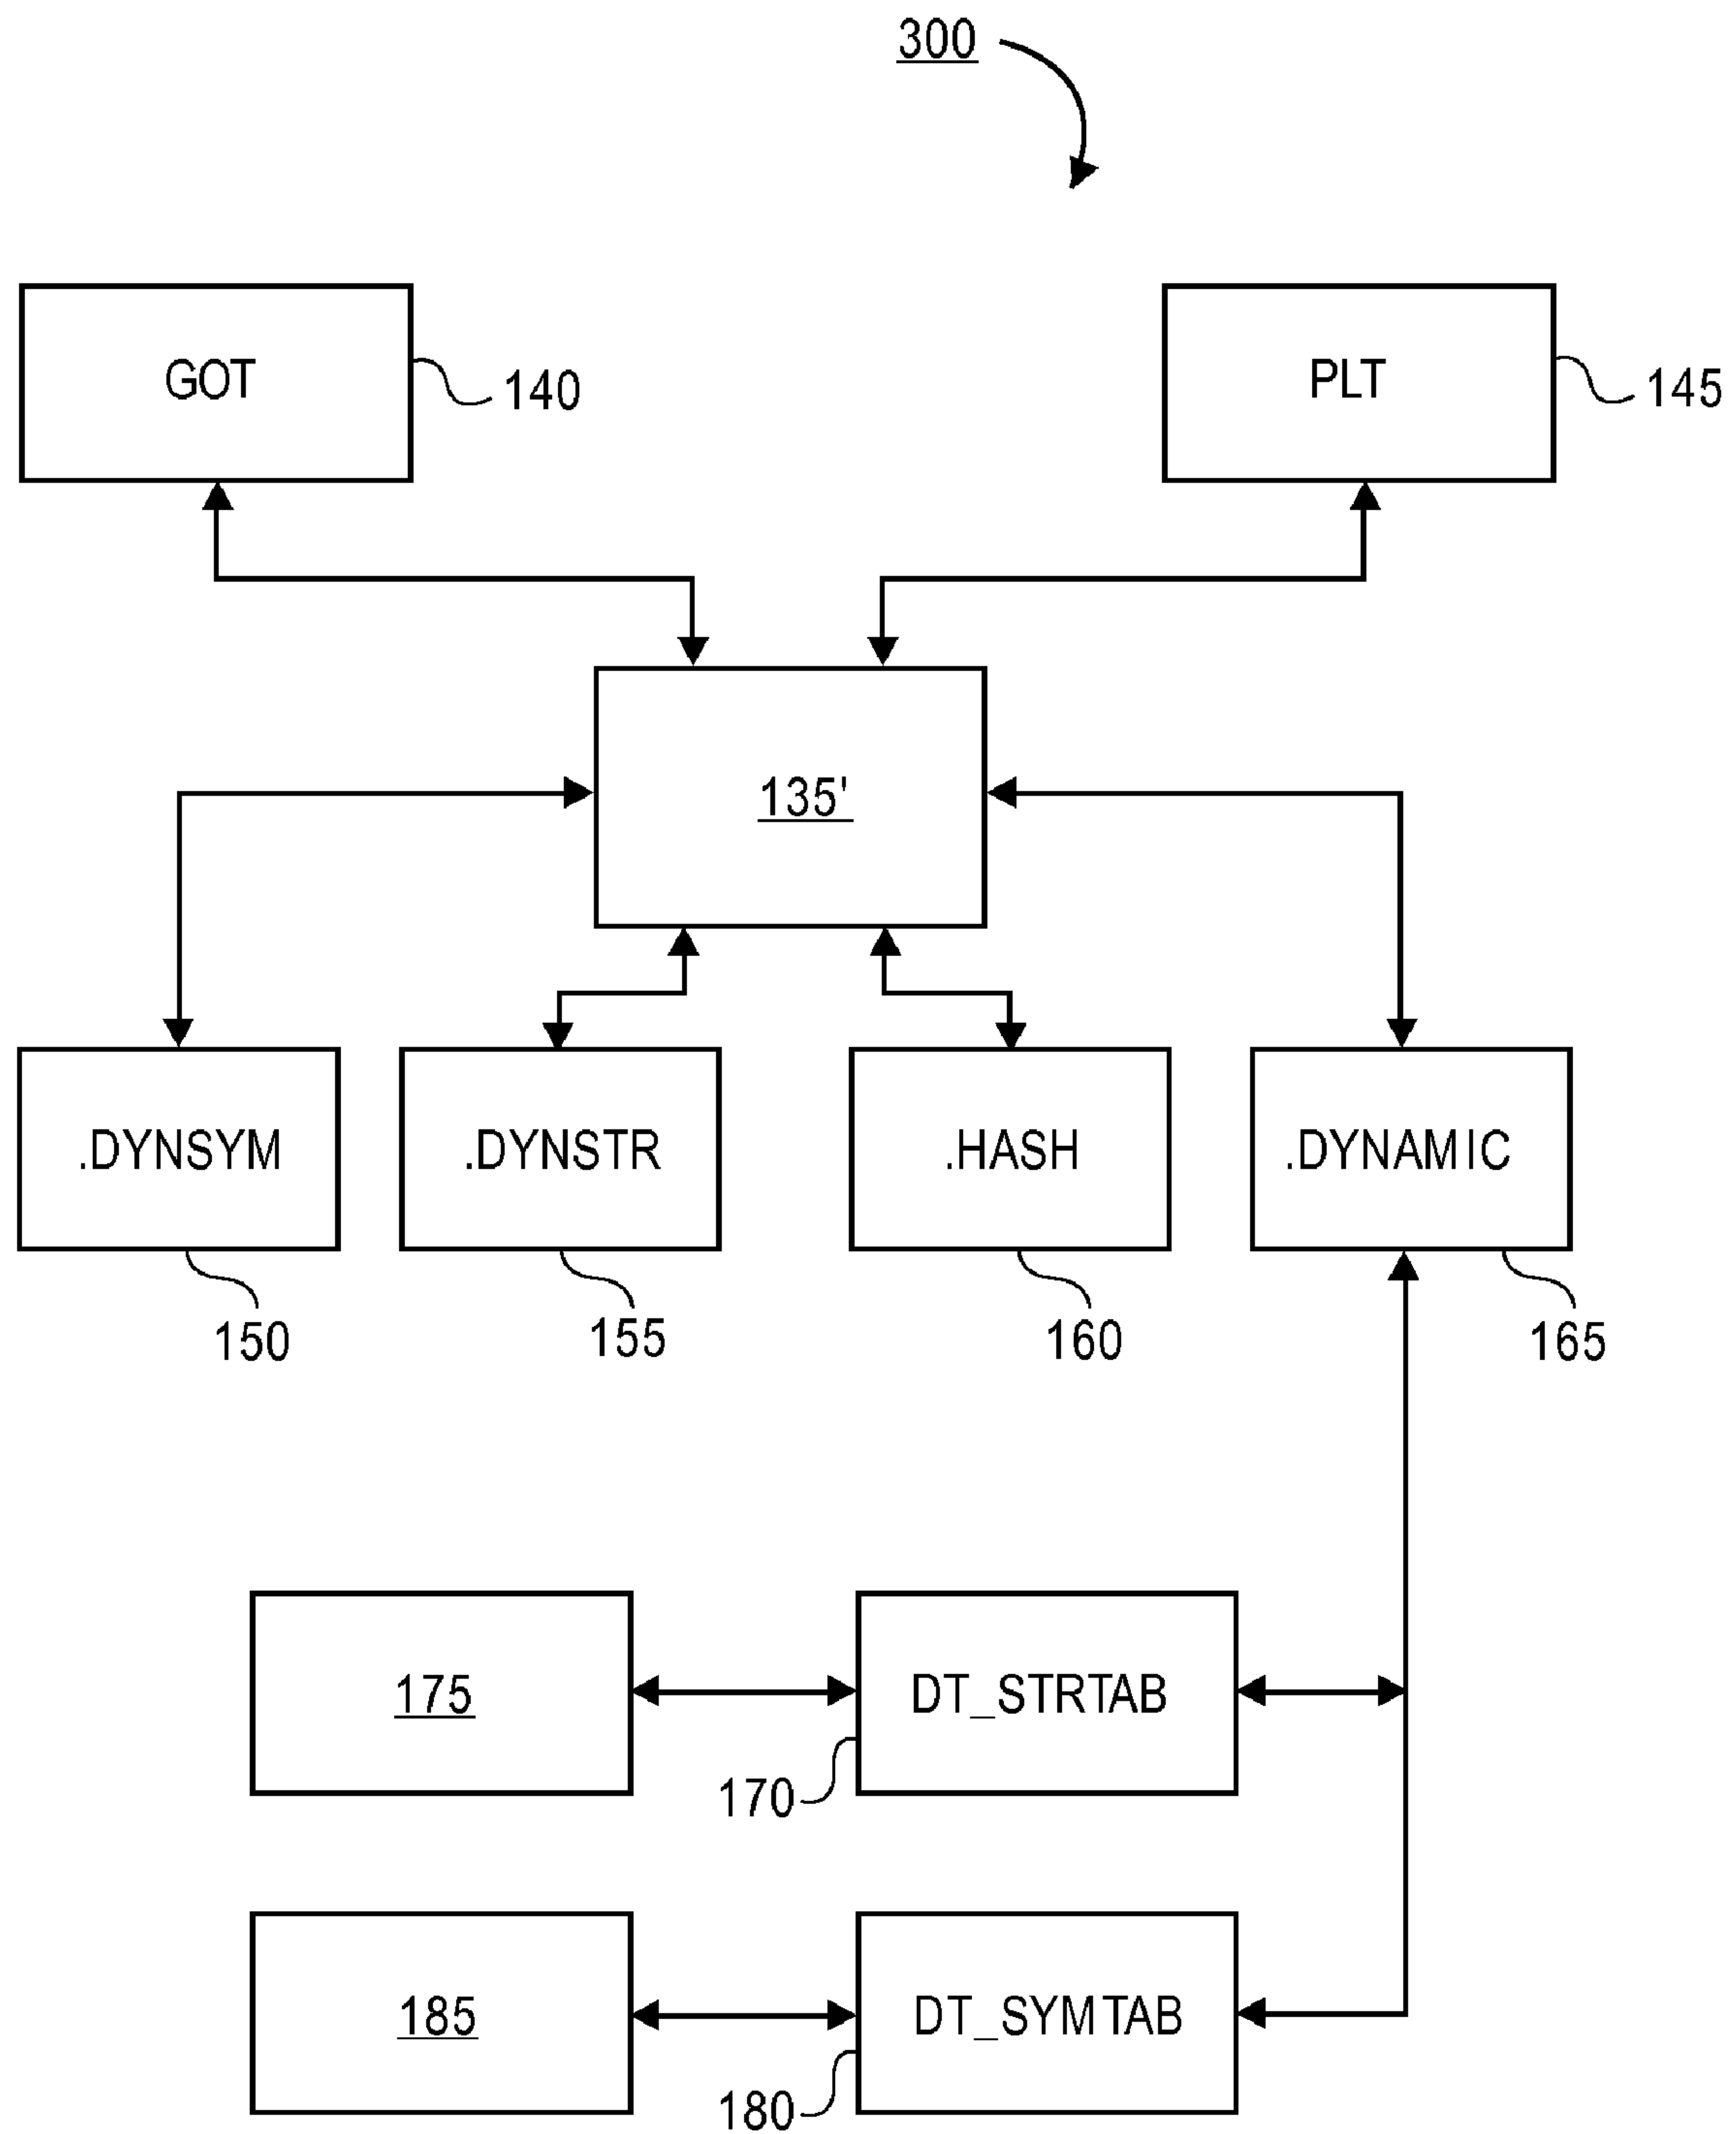 300
GOT
140
PLT
145
135'
.DYNSYM
.DYNSTR
.HASH
.DYNAMIC
150
155
160
165
175
DT_STRTAB
170
185
DT_SYMTAB
180